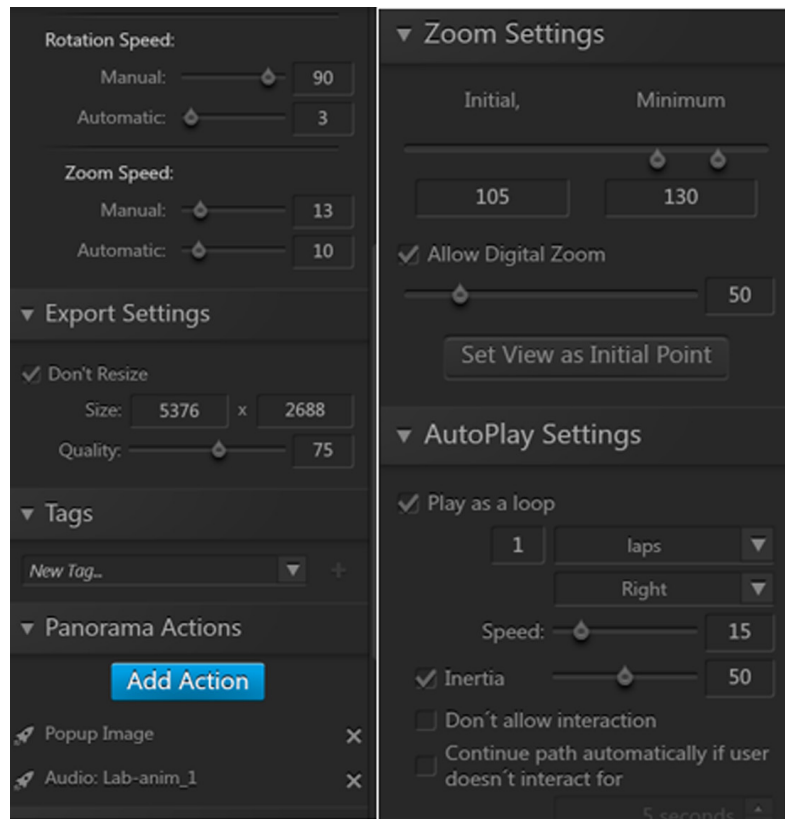 Rotation Speed:
Manual: 90
Automatic: 3
Zoom Speed:
Manual: 13
Automatic: 10
Export Settings
Don't Resize
Size: 5376 x 2688
Quality: 75
Tags
New Tag...
Panorama Actions
Add Action
Popup Image
Audio: Lab-anim_1
Zoom Settings
Initial, Minimum
105 130
Allow Digital Zoom
50
Set View as Initial Point
AutoPlay Settings
Play as a loop
1 laps
Right
Speed: 15
Inertia 50
Don´t allow interaction
Continue path automatically if user
doesn´t interact for
5 seconds